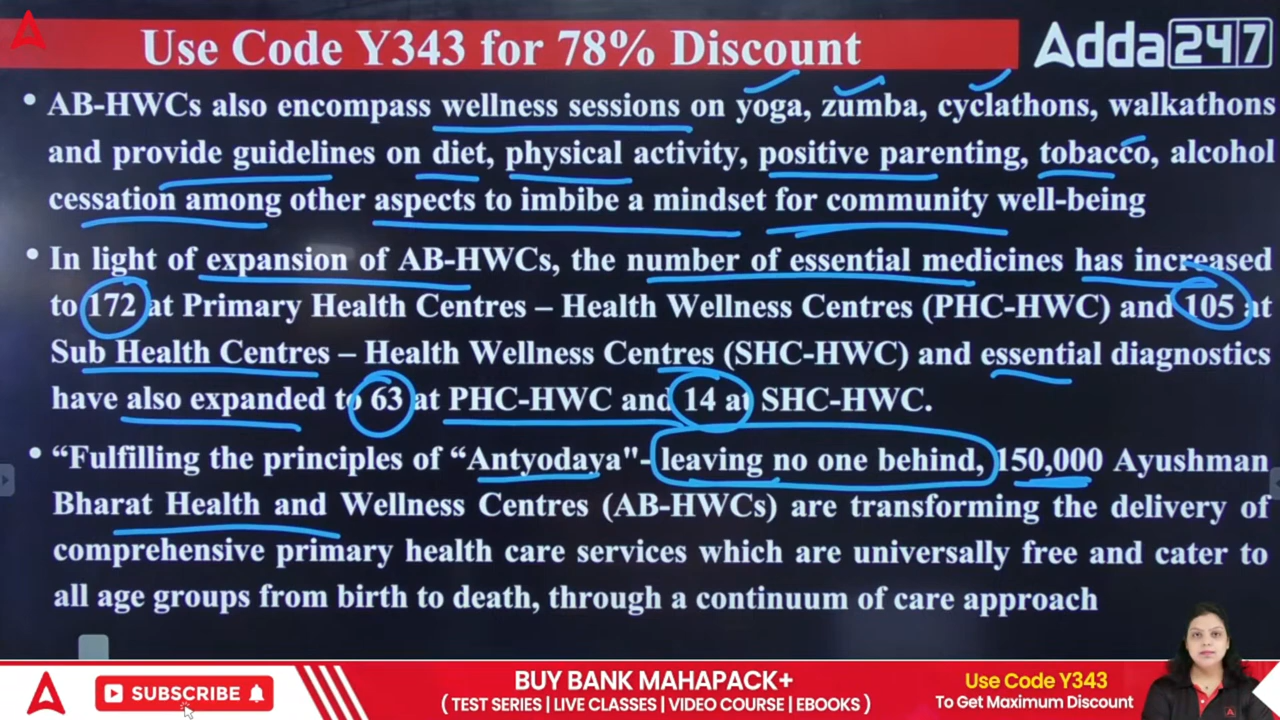 Use Code Y343 for 78% Discount
Adda247
• AB-HWCs also encompass wellness sessions on yoga, zumba, cyclathons, walkathons
and provide guidelines on diet, physical activity, positive parenting, tobacco, alcohol
cessation among other aspects to imbibe a mindset for community well-being
• In light of expansion of AB-HWCs, the number of essential medicines has increased
to 172 at Primary Health Centres – Health Wellness Centres (PHC-HWC) and 105 at
Sub Health Centres – Health Wellness Centres (SHC-HWC) and essential diagnostics
have also expanded to 63 at PHC-HWC and 14 at SHC-HWC.
• “Fulfilling the principles of “Antyodaya"- leaving no one behind, 150,000 Ayushman
Bharat Health and Wellness Centres (AB-HWCs) are transforming the delivery of
comprehensive primary health care services which are universally free and cater to
all age groups from birth to death, through a continuum of care approach
SUBSCRIBE
BUY BANK MAHAPACK+
( TEST SERIES | LIVE CLASSES | VIDEO COURSE | EBOOKS )
Use Code Y343
To Get Maximum Discount